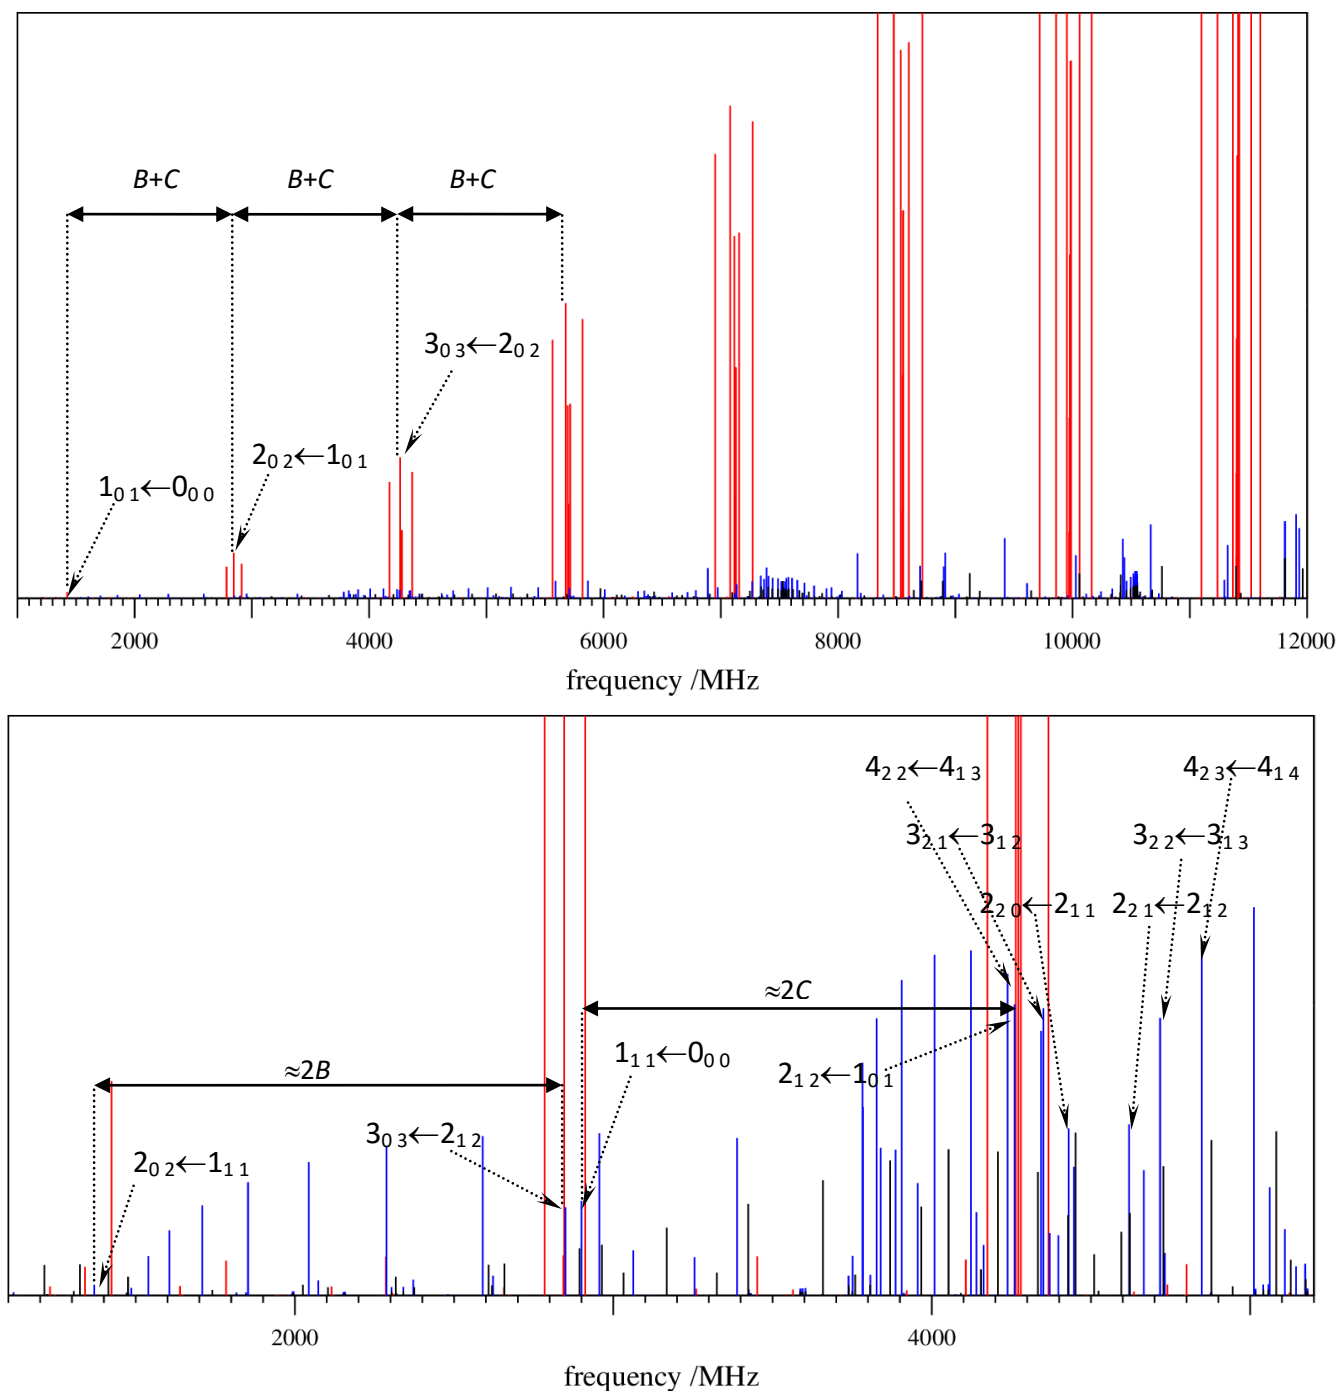 B+C B+C B+C
3₀ ₃←2₀ ₂
2₀ ₂←1₀ ₁
1₀ ₁←0₀ ₀
2000 4000 6000 8000 10000 12000
frequency /MHz
4₂ ₂←4₁ ₃ 4₂ ₃←4₁ ₄
3₂ ₁←3₁ ₂ 3₂ ₂←3₁ ₃
2₂ ₀←2₁ ₁ 2₂ ₁←2₁ ₂
≈2C
1₁ ₁←0₀ ₀
≈2B 2₁ ₂←1₀ ₁
3₀ ₃←2₁ ₂
2₀ ₂←1₁ ₁
2000 4000
frequency /MHz